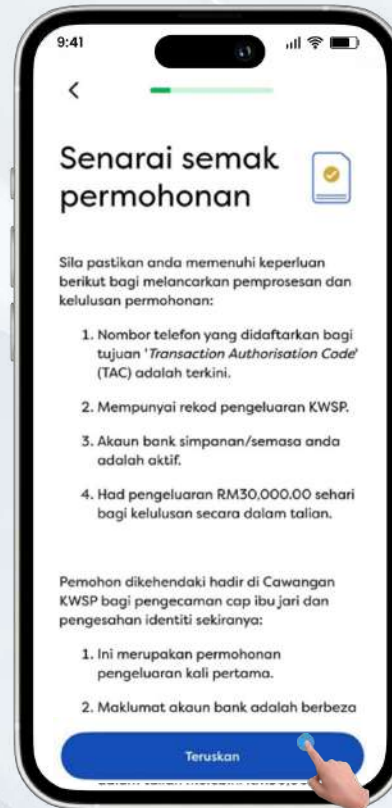 9:41
Senarai semak
permohonan
Sila pastikan anda memenuhi keperluan
berikut bagi melancarkan pemprosesan dan
kelulusan permohonan:
1. Nombor telefon yang didaftarkan bagi
tujuan 'Transaction Authorisation Code'
(TAC) adalah terkini.
2. Mempunyai rekod pengeluaran KWSP.
3. Akaun bank simpanan/semasa anda
adalah aktif.
4. Had pengeluaran RM30,000.00 sehari
bagi kelulusan secara dalam talian.
Pemohon dikehendaki hadir di Cawangan
KWSP bagi pengecaman cap ibu jari dan
pengesahan identiti sekiranya:
1. Ini merupakan permohonan
pengeluaran kali pertama.
2. Maklumat akaun bank adalah berbeza
Teruskan